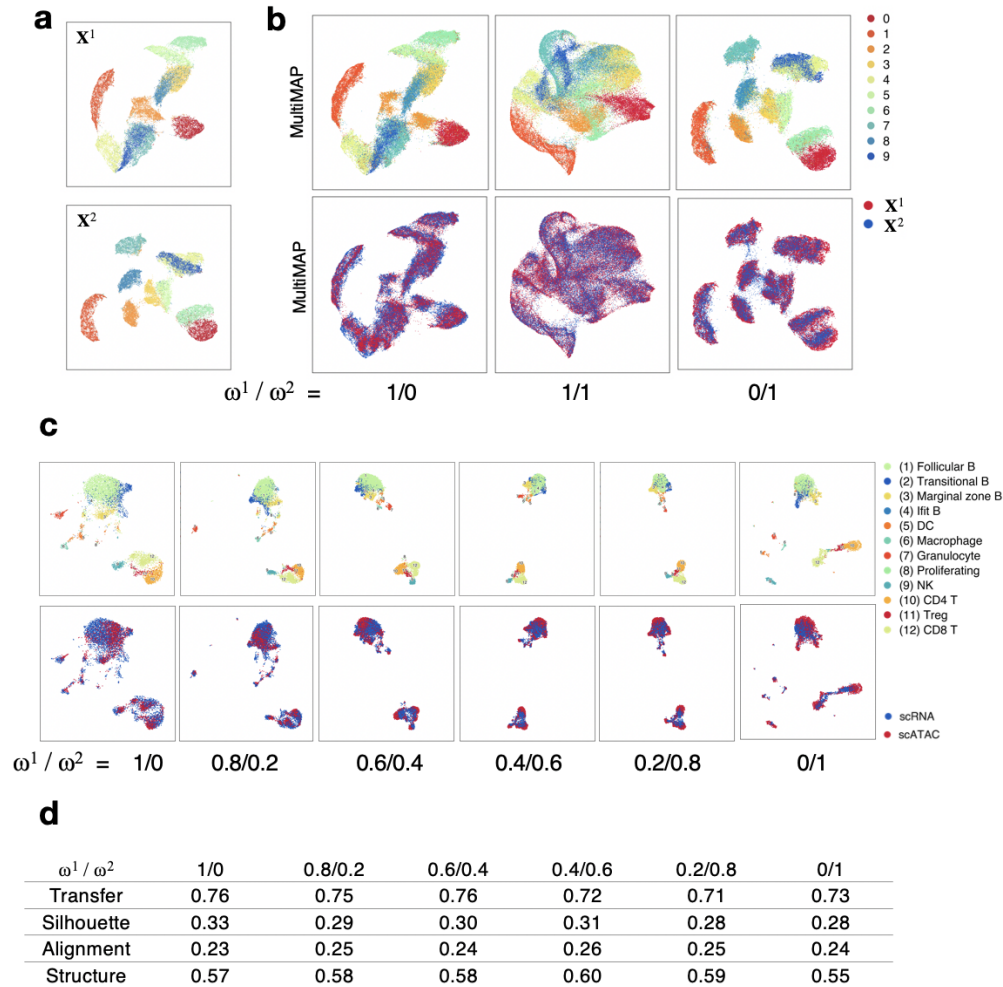 a
X¹
X²
b
MultiMAP
MultiMAP
0
1
2
3
4
5
6
7
8
9
X¹
X²
ω¹ / ω² = 1/0 1/1 0/1
c
(1) Follicular B
(2) Transitional B
(3) Marginal zone B
(4) Ifit B
(5) DC
(6) Macrophage
(7) Granulocyte
(8) Proliferating
(9) NK
(10) CD4 T
(11) Treg
(12) CD8 T
scRNA
scATAC
ω¹ / ω² = 1/0 0.8/0.2 0.6/0.4 0.4/0.6 0.2/0.8 0/1
d
ω¹ / ω² 1/0 0.8/0.2 0.6/0.4 0.4/0.6 0.2/0.8 0/1
Transfer 0.76 0.75 0.76 0.72 0.71 0.73
Silhouette 0.33 0.29 0.30 0.31 0.28 0.28
Alignment 0.23 0.25 0.24 0.26 0.25 0.24
Structure 0.57 0.58 0.58 0.60 0.59 0.55